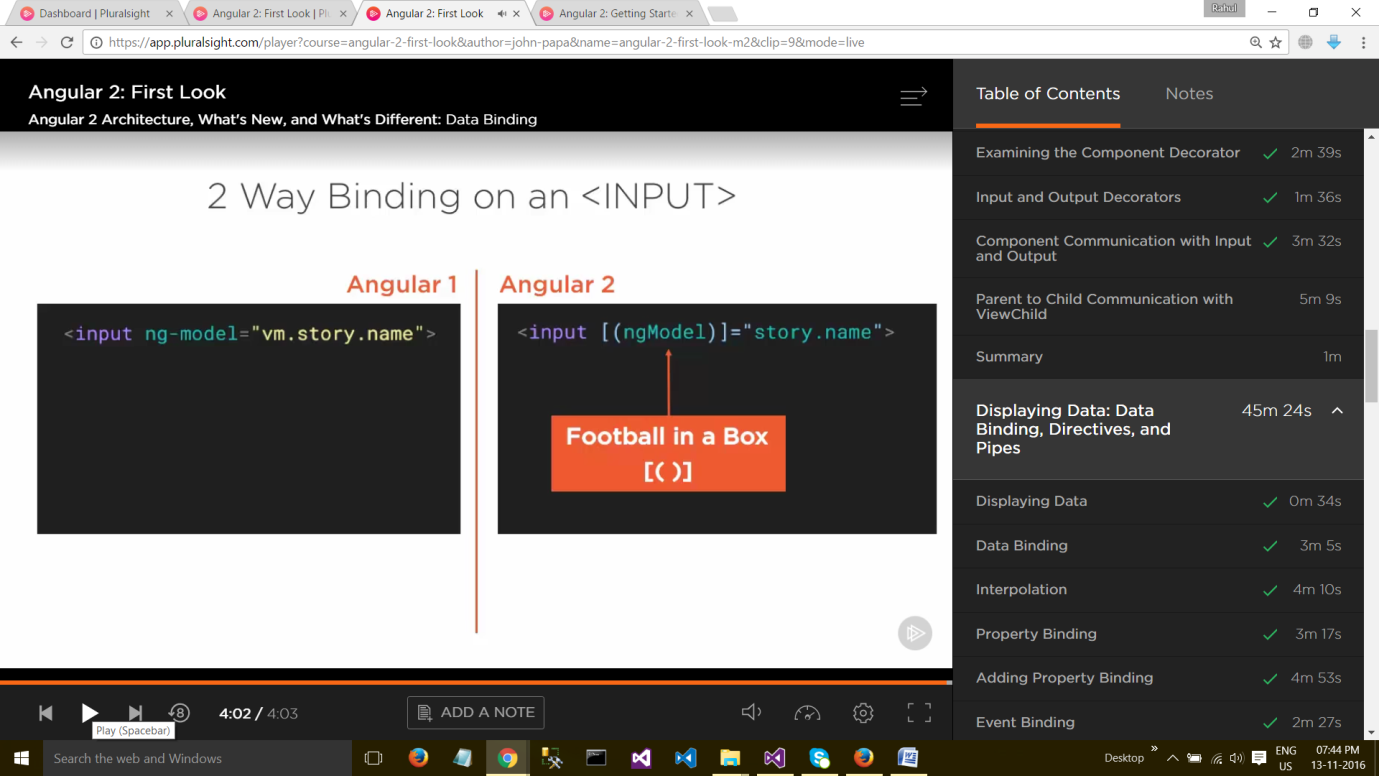 Dashboard | Pluralsight
Angular 2: First Look | Pl
Angular 2: First Look
Angular 2: Getting Starte
Rahul
https://app.pluralsight.com/player?course=angular-2-first-look&author=john-papa&name=angular-2-first-look-m2&clip=9&mode=live
Angular 2: First Look
Angular 2 Architecture, What's New, and What's Different: Data Binding
2 Way Binding on an <INPUT>
Angular 1
<input ng-model="vm.story.name">
Angular 2
<input [(ngModel)]="story.name">
Football in a Box
[( )]
8
4:02 / 4:03
ADD A NOTE
Play (Spacebar)
Table of Contents
Notes
Examining the Component Decorator 2m 39s
Input and Output Decorators 1m 36s
Component Communication with Input 3m 32s
and Output
Parent to Child Communication with 5m 9s
ViewChild
Summary 1m
Displaying Data: Data 45m 24s
Binding, Directives, and
Pipes
Displaying Data 0m 34s
Data Binding 3m 5s
Interpolation 4m 10s
Property Binding 3m 17s
Adding Property Binding 4m 53s
Event Binding 2m 27s
Search the web and Windows
Desktop
ENG
US
07:44 PM
13-11-2016